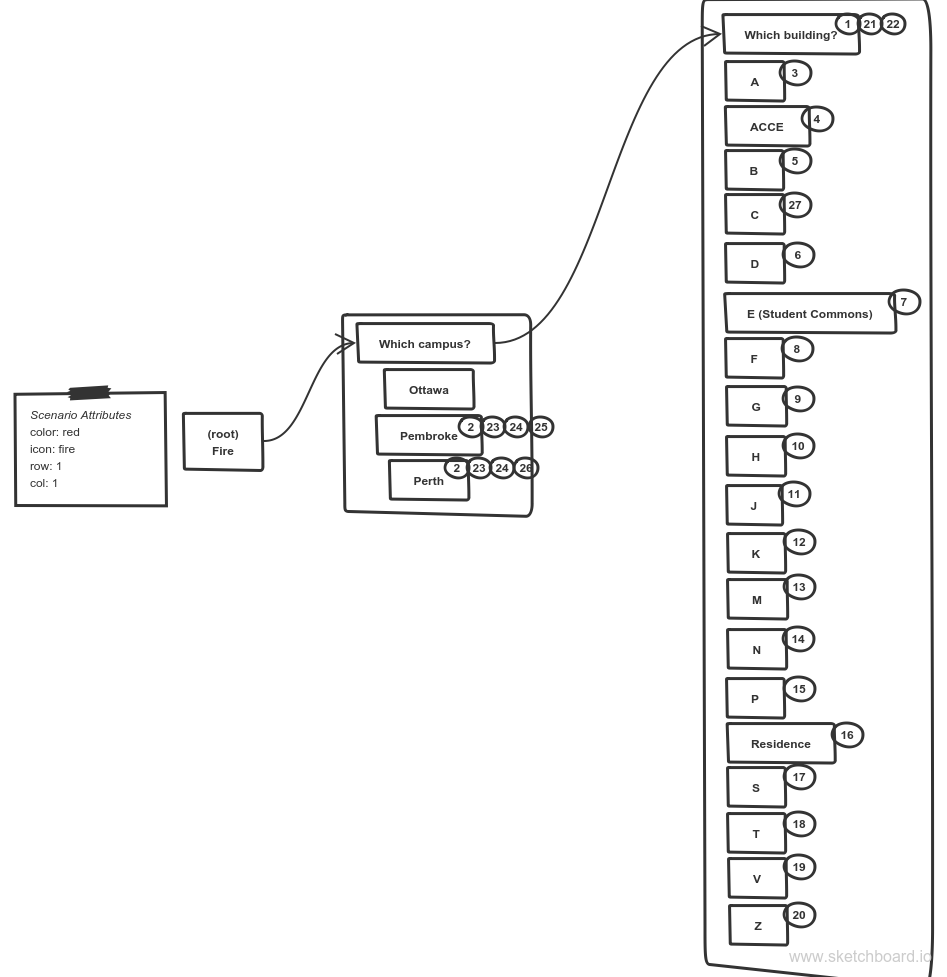 Which building? 1 21 22
A 3
ACCE 4
B 5
C 27
D 6
E (Student Commons) 7
F 8
G 9
H 10
J 11
K 12
M 13
N 14
P 15
Residence 16
S 17
T 18
V 19
Z 20
Which campus?
Ottawa
Pembroke 2 23 24 25
Perth 2 23 24 26
(root)
Fire
Scenario Attributes
color: red
icon: fire
row: 1
col: 1
www.sketchboard.io